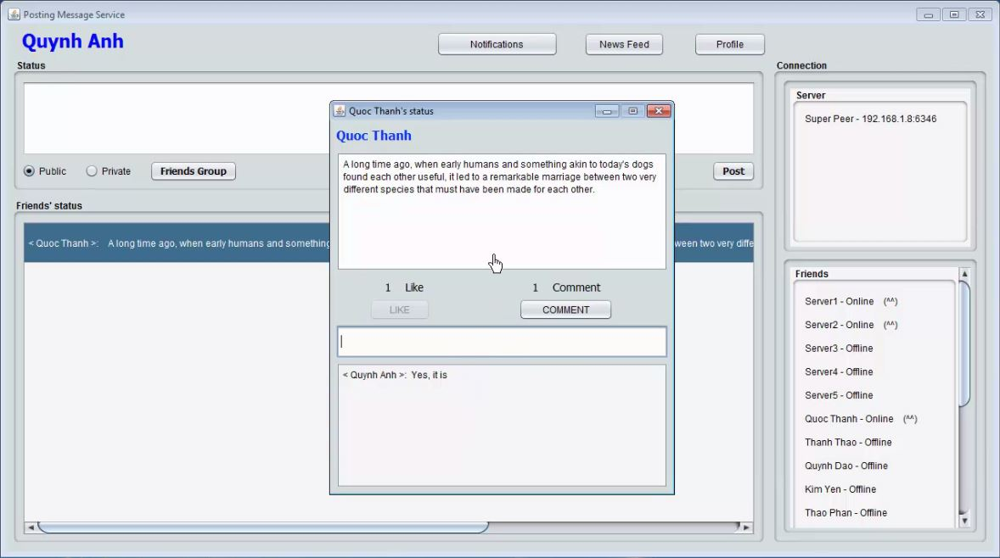 Posting Message Service
Quynh Anh
Notifications
News Feed
Profile
Status
Public
Private
Friends Group
Post
Friends' status
< Quoc Thanh >: A long time ago, when early humans and something
ween two very diffe
Quoc Thanh's status
Quoc Thanh
A long time ago, when early humans and something akin to today's dogs
found each other useful, it led to a remarkable marriage between two very
different species that must have been made for each other.
1 Like
1 Comment
LIKE
COMMENT
< Quynh Anh >: Yes, it is
Connection
Server
Super Peer - 192.168.1.8:6346
Friends
Server1 - Online (^^)
Server2 - Online (^^)
Server3 - Offline
Server4 - Offline
Server5 - Offline
Quoc Thanh - Online (^^)
Thanh Thao - Offline
Quynh Dao - Offline
Kim Yen - Offline
Thao Phan - Offline